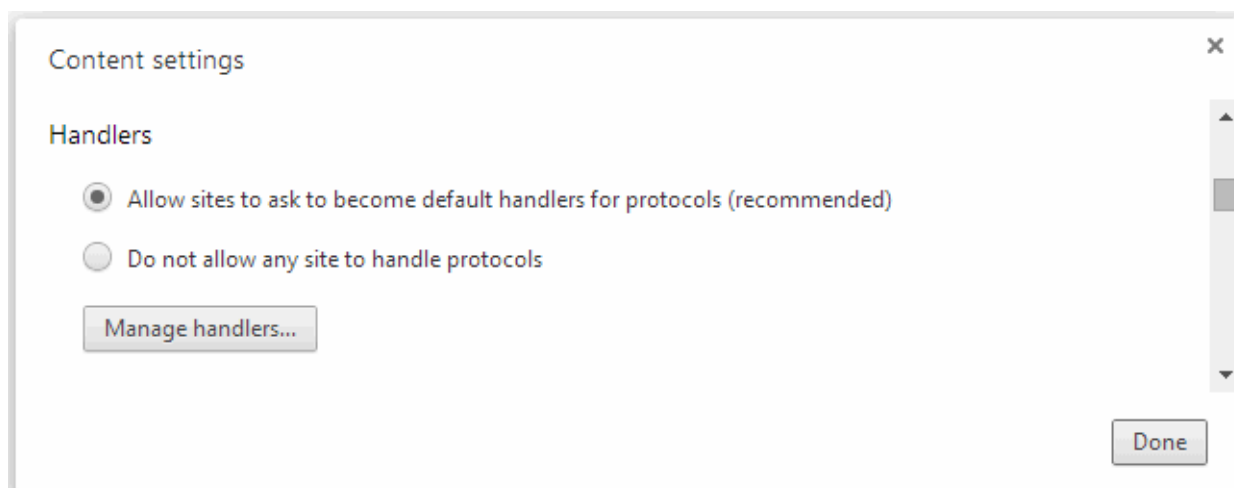 Content settings
Handlers
Allow sites to ask to become default handlers for protocols (recommended)
Do not allow any site to handle protocols
Manage handlers...
Done